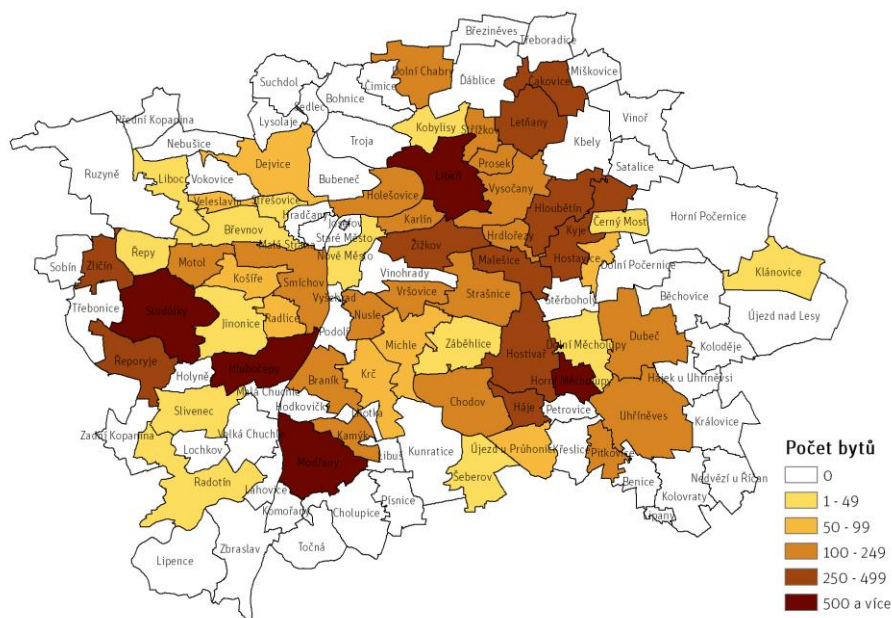 Březiněves
Třeboradice
Dolní Chabry
Ďáblice
Miškovice
Čakovice
Suchdol
Sedlec
Bohnice
Čimice
Přední Kopanina
Lysolaje
Nebušice
Troja
Kobylisy
Střížkov
Letňany
Vinoř
Kbely
Ruzyně
Liboc
Vokovice
Dejvice
Bubeneč
Libeň
Prosek
Satalice
Veleslavín
Střešovice
Holešovice
Vysočany
Hradčany
Josefov
Karlín
Hloubětín
Břevnov
Malá Strana
Staré Město
Hrdlořezy
Kyje
Černý Most
Horní Počernice
Nové Město
Žižkov
Malešice
Hostavice
Dolní Počernice
Sobín
Zličín
Řepy
Motol
Košíře
Smíchov
Vinohrady
Klánovice
Vyšehrad
Vršovice
Strašnice
Štěrboholy
Běchovice
Třebonice
Stodůlky
Jinonice
Radlice
Podolí
Nusle
Michle
Záběhlice
Dolní Měcholupy
Dubeč
Újezd nad Lesy
Koloděje
Řeporyje
Holyně
Hlubočepy
Braník
Krč
Hostivař
Horní Měcholupy
Hájek u Uhříněvsi
Malá Chuchle
Slivenec
Hodkovičky
Lhotka
Chodov
Háje
Petrovice
Uhříněves
Královice
Zadní Kopanina
Lochkov
Velká Chuchle
Modřany
Kamýk
Libuš
Kunratice
Újezd u Průhonic
Křeslice
Pitkovice
Radotín
Lahovice
Šeberov
Benice
Kolovraty
Nedvězí u Říčan
Lipany
Komořany
Cholupice
Písnice
Točná
Lipence
Zbraslav
Počet bytů
0
1 - 49
50 - 99
100 - 249
250 - 499
500 a více